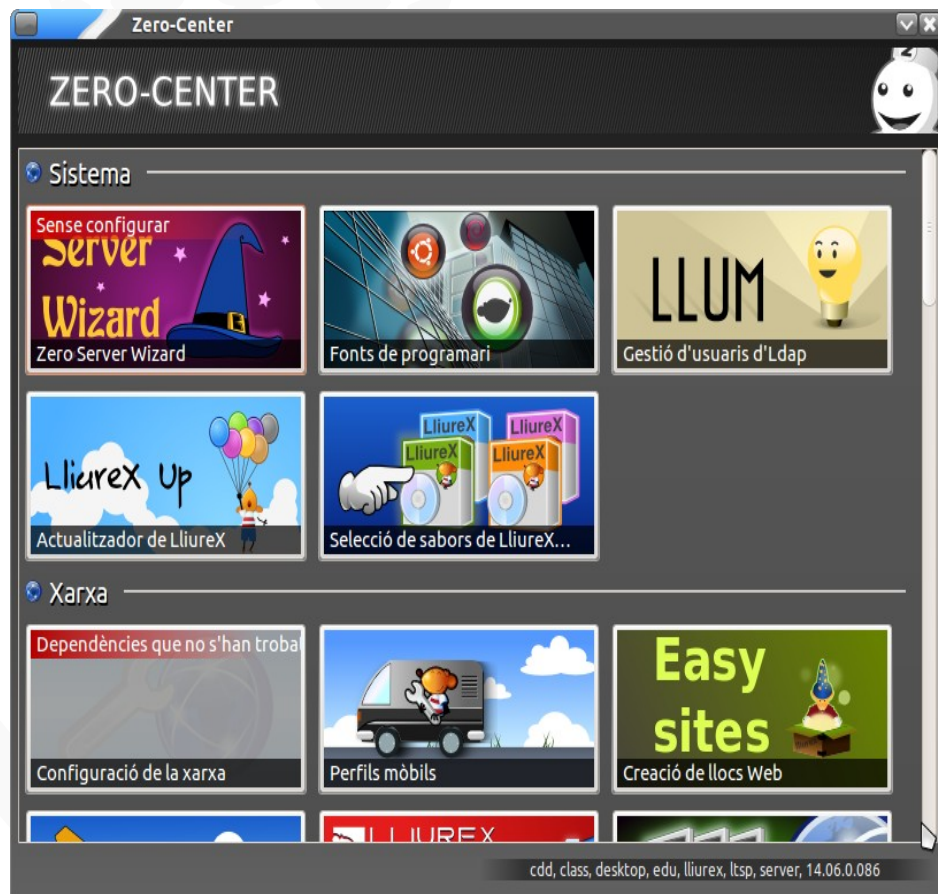 Zero-Center
ZERO-CENTER
Sistema
Sense configurar
Server
Wizard
Zero Server Wizard
Fonts de programari
LLUM
Gestió d'usuaris d'Ldap
LliureX Up
Actualitzador de LliureX
LliureX
LliureX
LliureX
LliureX
Selecció de sabors de LliureX...
Xarxa
Dependències que no s'han trobat
Configuració de la xarxa
Perfils mòbils
Easy
sites
Creació de llocs Web
LLIUREX
cdd, class, desktop, edu, lliurex, ltsp, server, 14.06.0.086